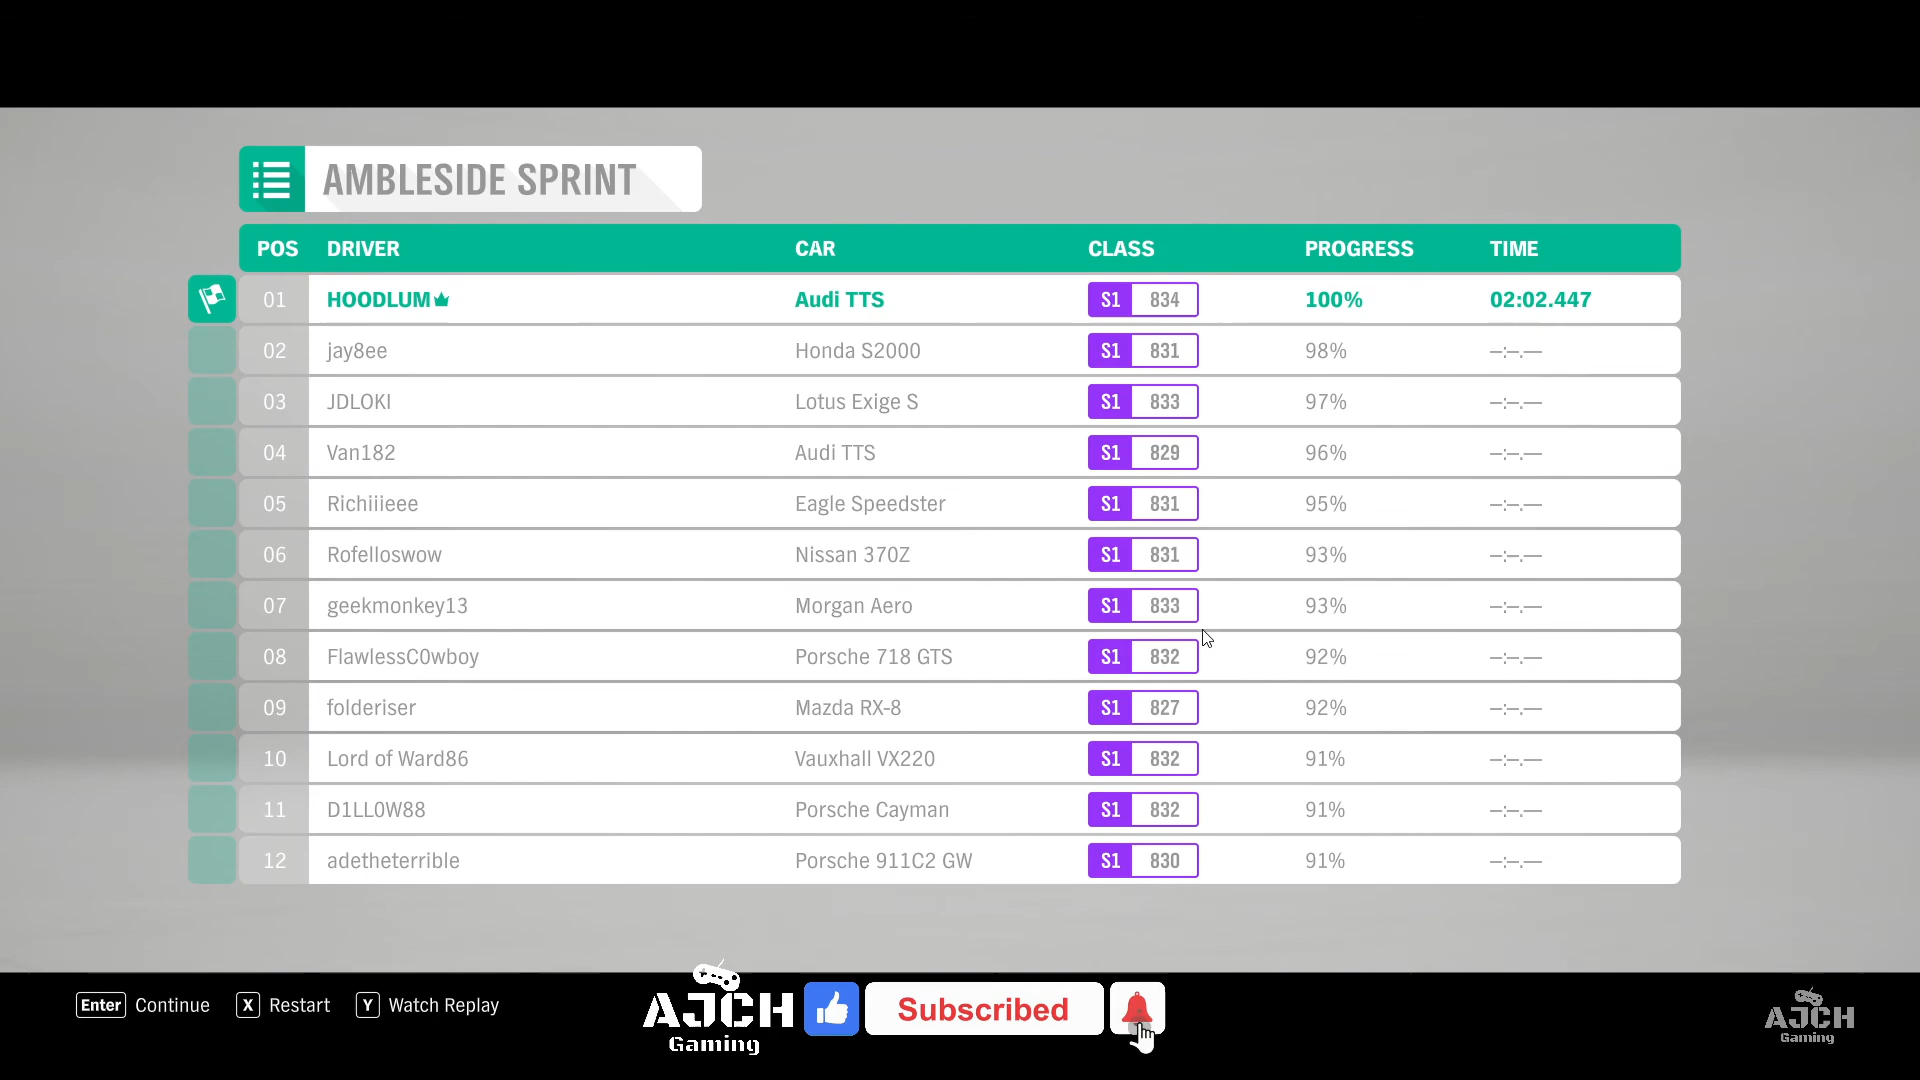 AMBLESIDE SPRINT
POS DRIVER CAR CLASS PROGRESS TIME
01 HOODLUM Audi TTS S1 834 100% 02:02.447
02 jay8ee Honda S2000 S1 831 98% --:--.---
03 JDLOKI Lotus Exige S S1 833 97% --:--.---
04 Van182 Audi TTS S1 829 96% --:--.---
05 Richiiieee Eagle Speedster S1 831 95% --:--.---
06 Rofelloswow Nissan 370Z S1 831 93% --:--.---
07 geekmonkey13 Morgan Aero S1 833 93% --:--.---
08 FlawlessC0wboy Porsche 718 GTS S1 832 92% --:--.---
09 folderiser Mazda RX-8 S1 827 92% --:--.---
10 Lord of Ward86 Vauxhall VX220 S1 832 91% --:--.---
11 D1LL0W88 Porsche Cayman S1 832 91% --:--.---
12 adetheterrible Porsche 911C2 GW S1 830 91% --:--.---
Enter Continue X Restart Y Watch Replay
AJCH
Gaming
Subscribed
AJCH
Gaming